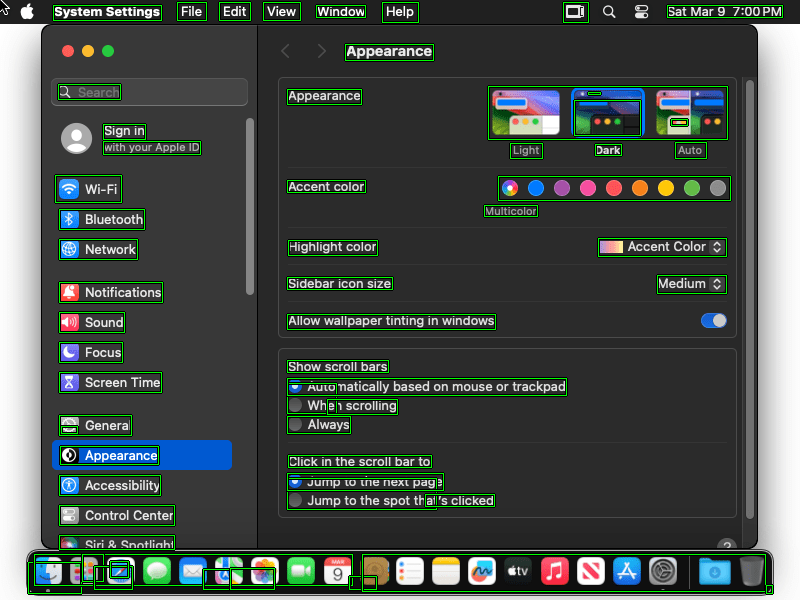 System Settings File Edit View Window Help Sat Mar 9 7:00 PM
Appearance
Search
Sign in
with your Apple ID
Wi-Fi
Bluetooth
Network
Notifications
Sound
Focus
Screen Time
General
Appearance
Accessibility
Control Center
Siri & Spotlight
Appearance
Light
Dark
Auto
Accent color
Multicolor
Highlight color
Accent Color
Sidebar icon size
Medium
Allow wallpaper tinting in windows
Show scroll bars
Automatically based on mouse or trackpad
When scrolling
Always
Click in the scroll bar to
Jump to the next page
Jump to the spot that's clicked
?
MAR
9
tv